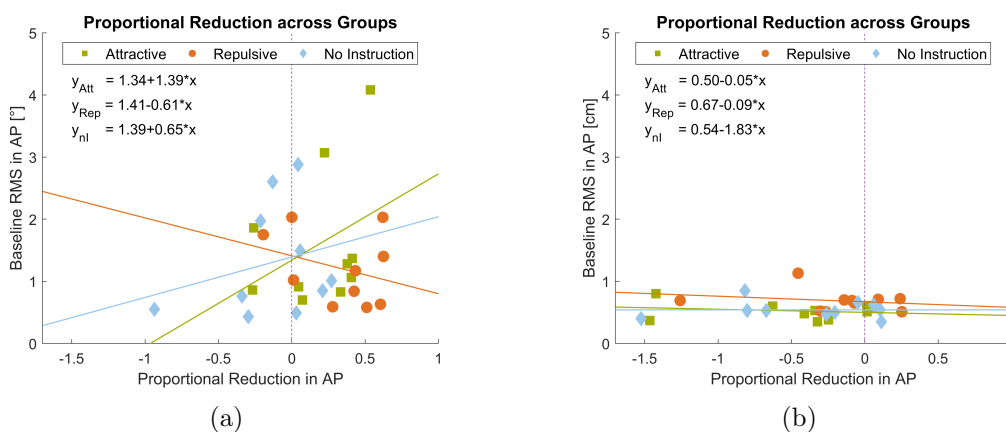 Proportional Reduction across Groups
Attractive Repulsive No Instruction
y_Att = 1.34+1.39*x
y_Rep = 1.41-0.61*x
y_nI = 1.39+0.65*x
Baseline RMS in AP [°]
5
4
3
2
1
0
-1.5 -1 -0.5 0 0.5 1
Proportional Reduction in AP
(a)
Proportional Reduction across Groups
Attractive Repulsive No Instruction
y_Att = 0.50-0.05*x
y_Rep = 0.67-0.09*x
y_nI = 0.54-1.83*x
Baseline RMS in AP [cm]
5
4
3
2
1
0
-1.5 -1 -0.5 0 0.5
Proportional Reduction in AP
(b)